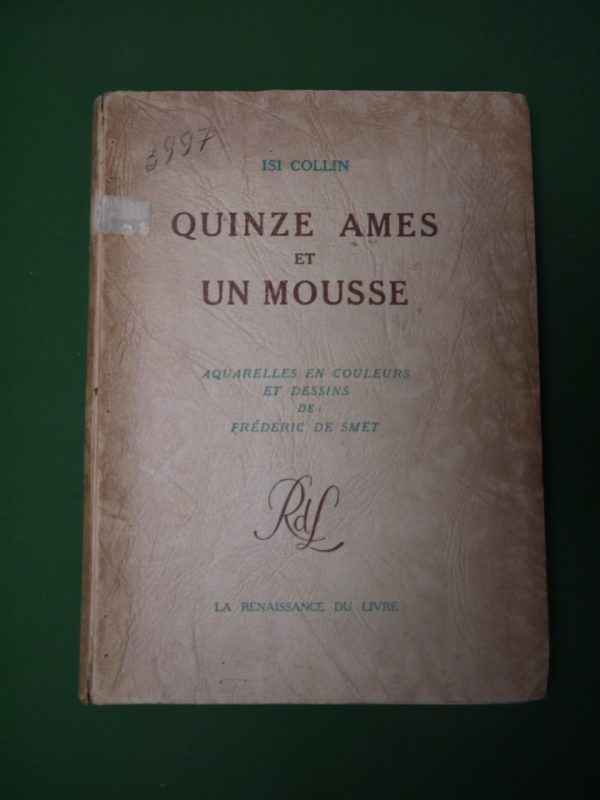 3997
ISI COLLIN
QUINZE AMES
ET
UN MOUSSE
AQUARELLES EN COULEURS
ET DESSINS
DE
FRÉDERIC DE SMET
RdL
LA RENAISSANCE DU LIVRE